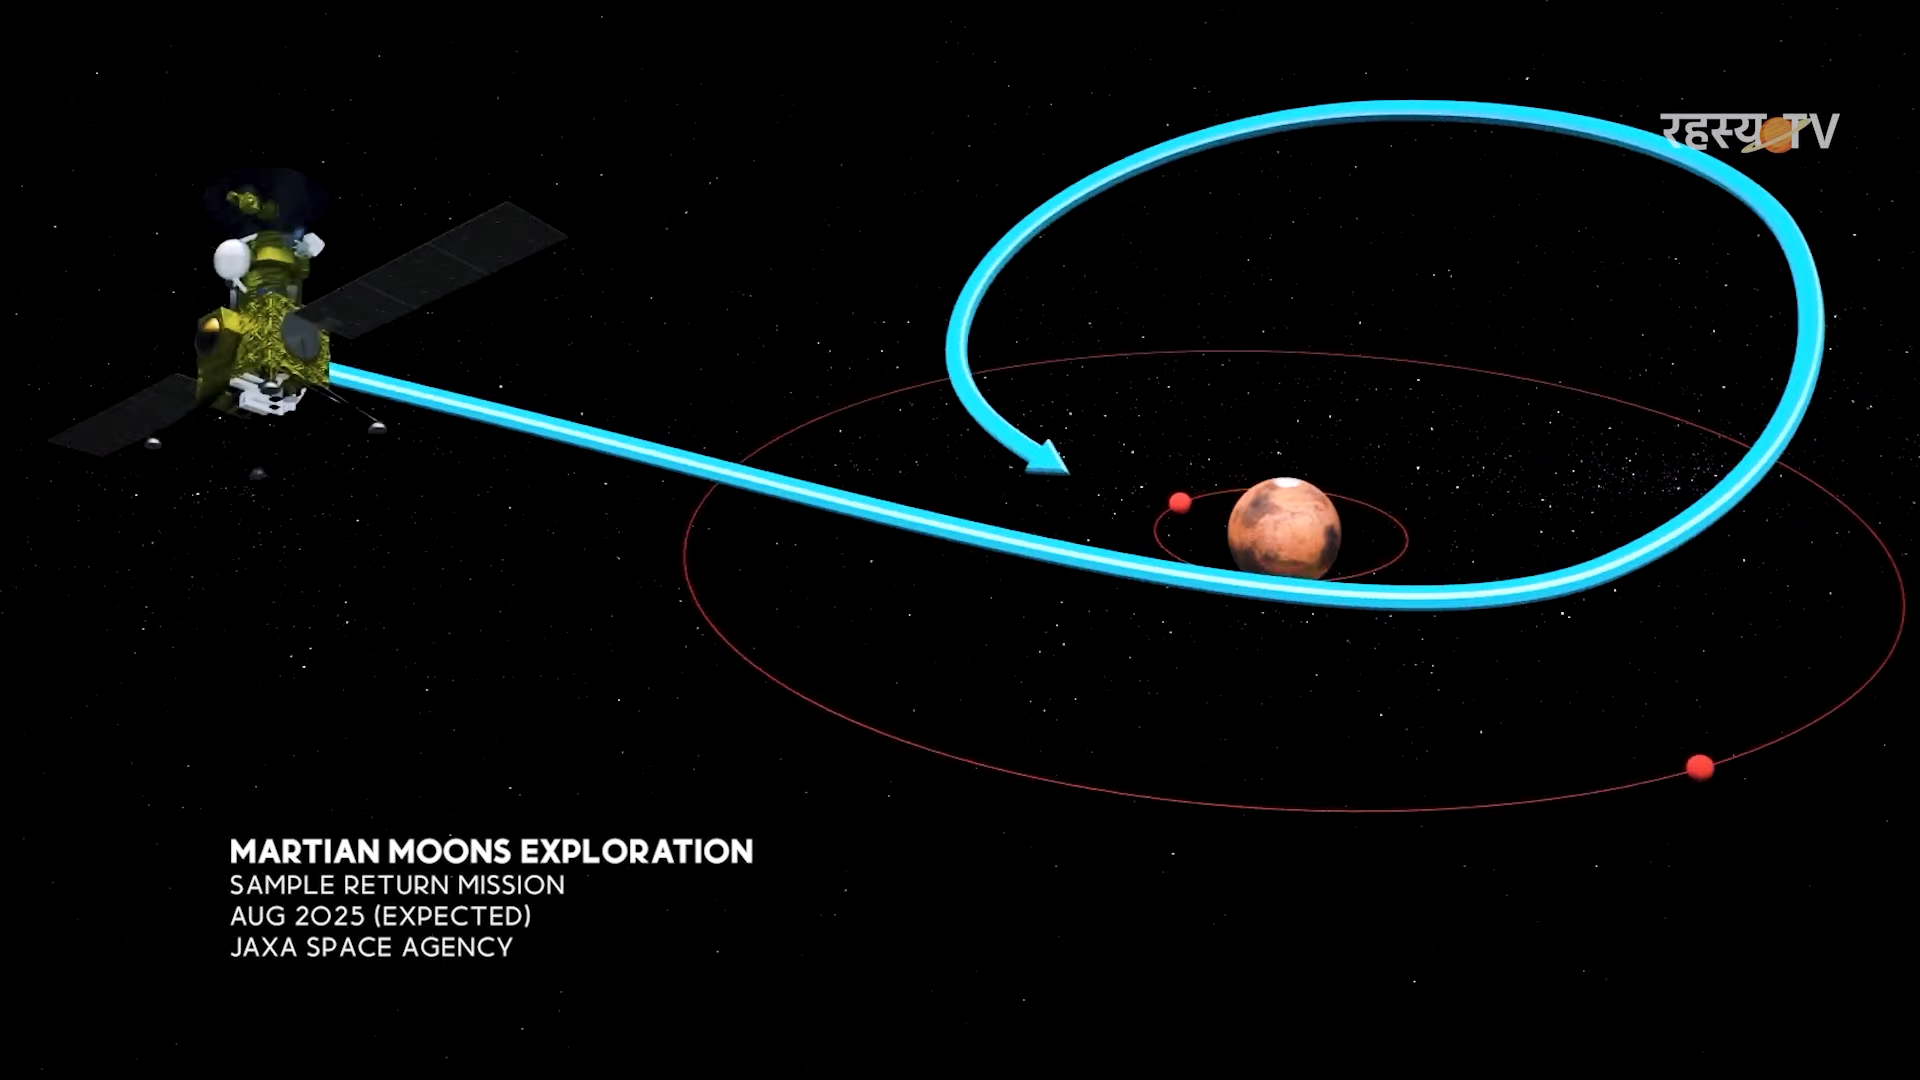 रहस्य TV
MARTIAN MOONS EXPLORATION
SAMPLE RETURN MISSION
AUG 2025 (EXPECTED)
JAXA SPACE AGENCY